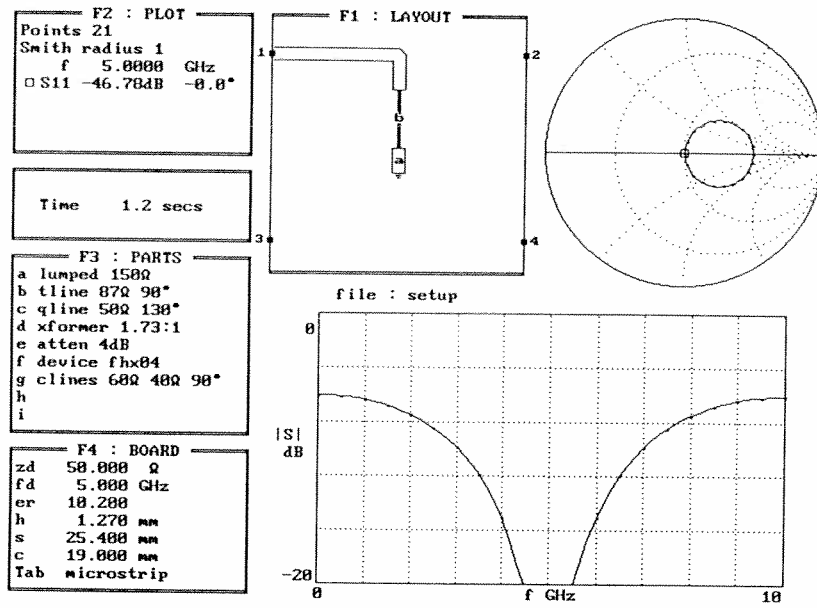 F2 : PLOT
Points 21
Smith radius 1
f 5.0000 GHz
□ S11 -46.78dB -0.0°
Time 1.2 secs
F3 : PARTS
a lumped 150Ω
b tline 87Ω 90°
c qline 50Ω 130°
d xformer 1.73:1
e atten 4dB
f device fhx04
g clines 60Ω 40Ω 90°
h
i
F4 : BOARD
zd 50.000 Ω
fd 5.000 GHz
er 10.200
h 1.270 mm
s 25.400 mm
c 19.000 mm
Tab microstrip
F1 : LAYOUT
1
2
b
a
3
4
file : setup
0
|S|
dB
-20
0
f GHz
10